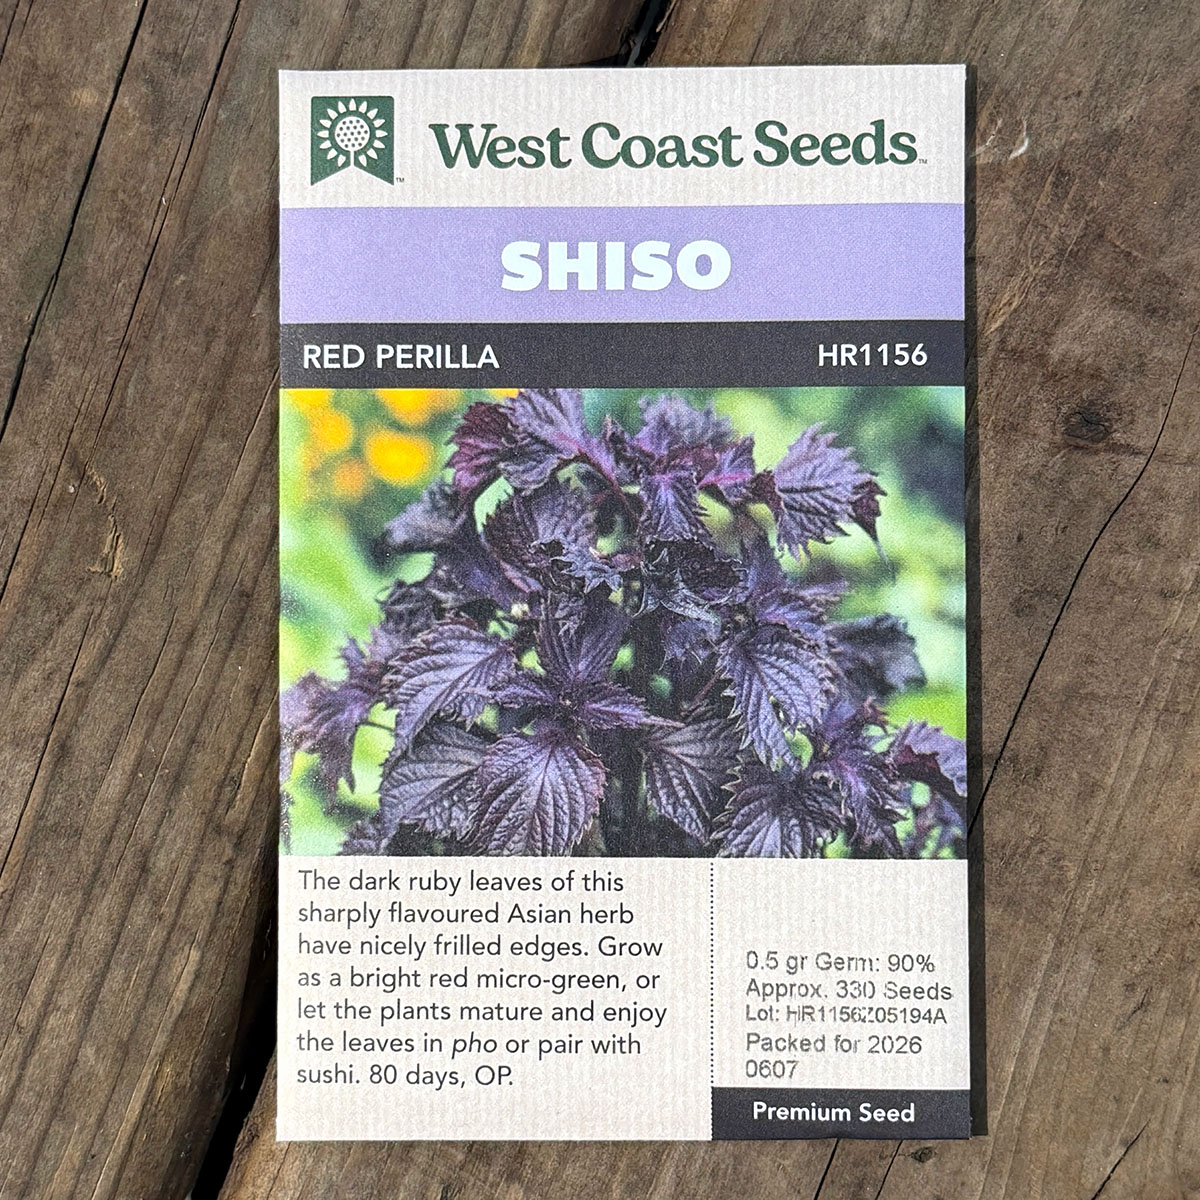 West Coast Seeds™
SHISO
RED PERILLA
HR1156
The dark ruby leaves of this
sharply flavoured Asian herb
have nicely frilled edges. Grow
as a bright red micro-green, or
let the plants mature and enjoy
the leaves in pho or pair with
sushi. 80 days, OP.
0.5 gr Germ: 90%
Approx. 330 Seeds
Lot: HR1156Z05194A
Packed for 2026
0607
Premium Seed